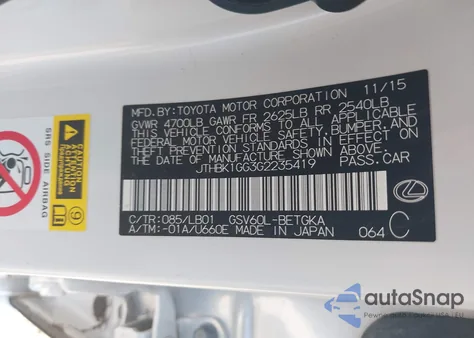 MFD. BY: TOYOTA MOTOR CORPORATION 11/15
GVWR 4700LB GAWR FR 2625LB RR 2540LB
THIS VEHICLE CONFORMS TO ALL APPLICABLE
FEDERAL MOTOR VEHICLE SAFETY, BUMPER, AND
THEFT PREVENTION STANDARDS IN EFFECT ON
THE DATE OF MANUFACTURE SHOWN ABOVE.
JTHBK1GG3G2235419 PASS. CAR
C/TR: 085/LB01 GSV60L-BETGKA
A/TM: -01A/U660E MADE IN JAPAN 064 C
SRS SIDE AIRBAG
9
autoSnap